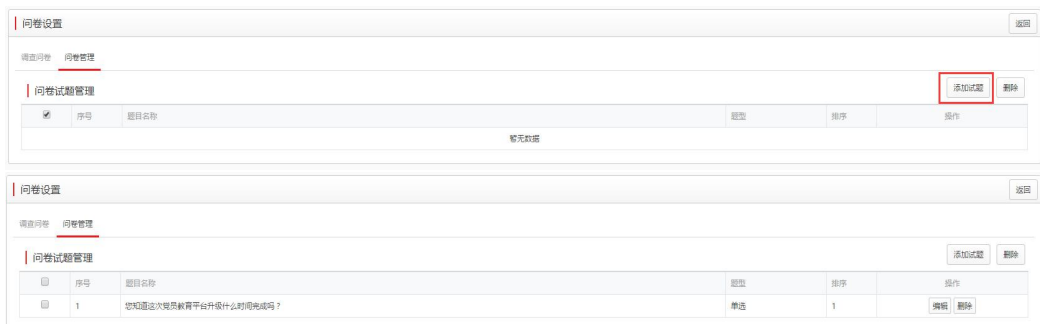 问卷设置 返回
调查问卷 问卷管理
问卷试题管理 添加试题 删除
序号 题目名称 题型 排序 操作
暂无数据
问卷设置 返回
调查问卷 问卷管理
问卷试题管理 添加试题 删除
序号 题目名称 题型 排序 操作
1 您知道这次党员教育平台升级什么时间完成吗？ 单选 1 编辑 删除